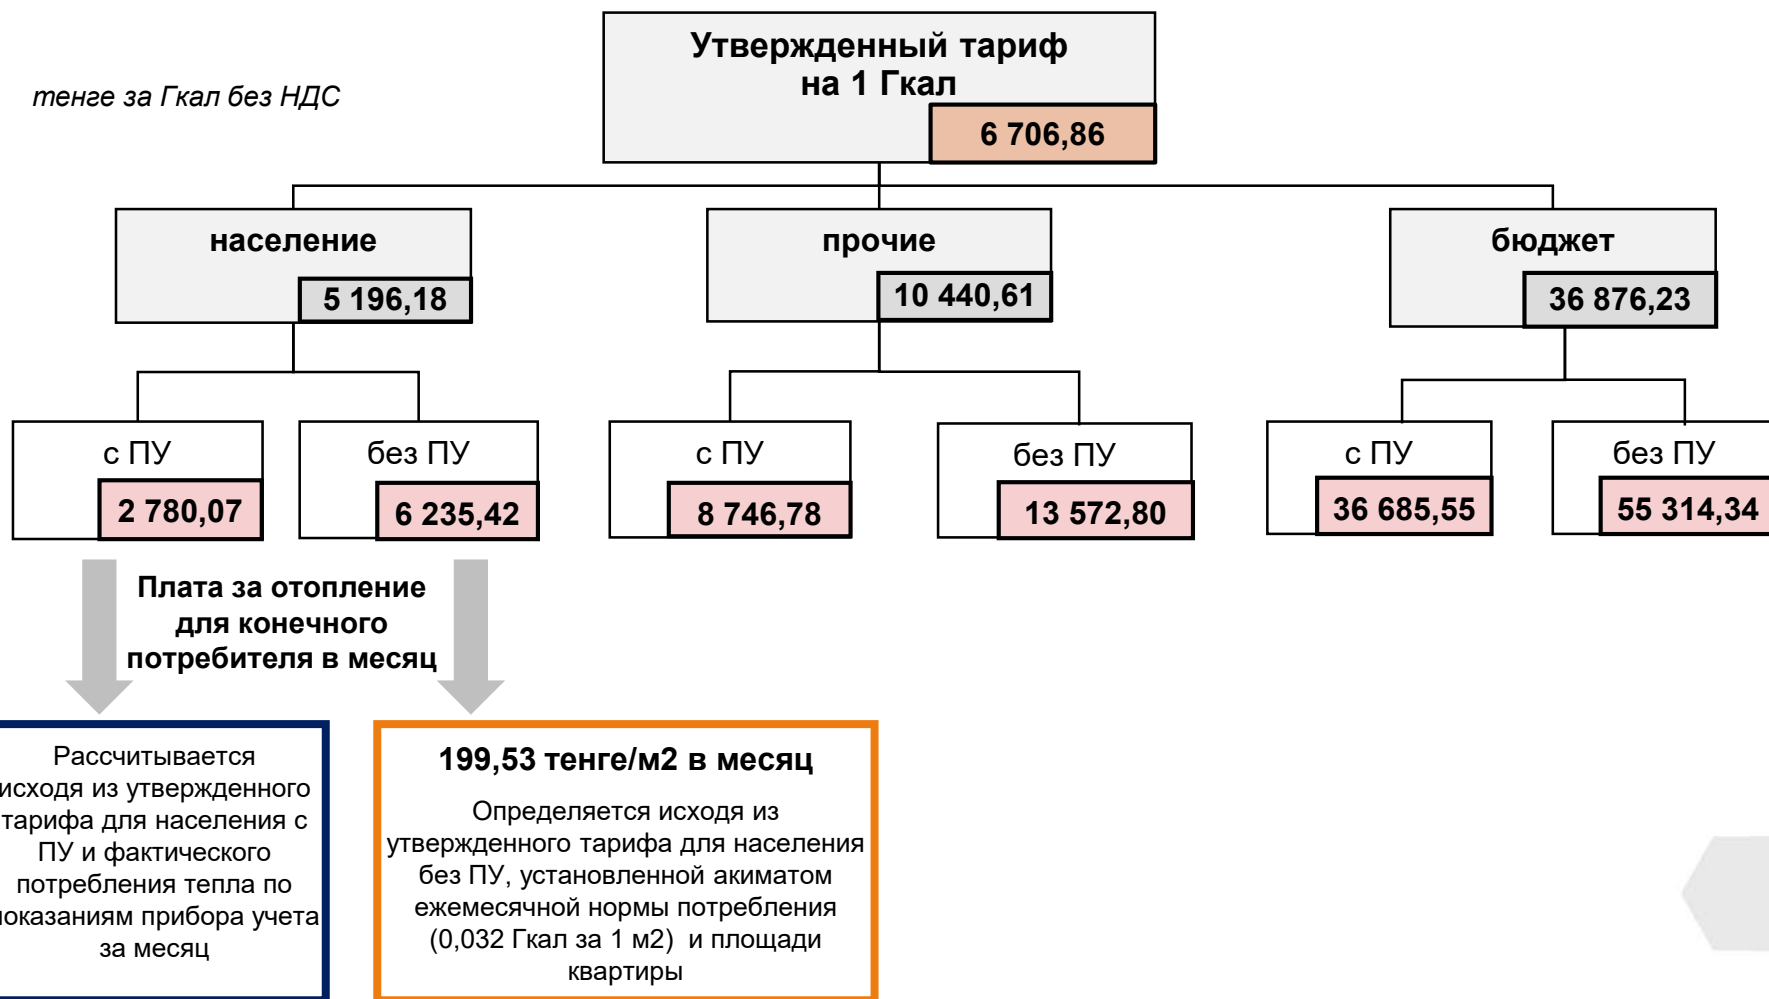 Утвержденный тариф
на 1 Гкал
6 706,86
тенге за Гкал без НДС
население
5 196,18
прочие
10 440,61
бюджет
36 876,23
с ПУ
2 780,07
без ПУ
6 235,42
с ПУ
8 746,78
без ПУ
13 572,80
с ПУ
36 685,55
без ПУ
55 314,34
Плата за отопление
для конечного
потребителя в месяц
Рассчитывается
исходя из утвержденного
тарифа для населения с
ПУ и фактического
потребления тепла по
показаниям прибора учета
за месяц
199,53 тенге/м2 в месяц
Определяется исходя из
утвержденного тарифа для населения
без ПУ, установленной акиматом
ежемесячной нормы потребления
(0,032 Гкал за 1 м2) и площади
квартиры